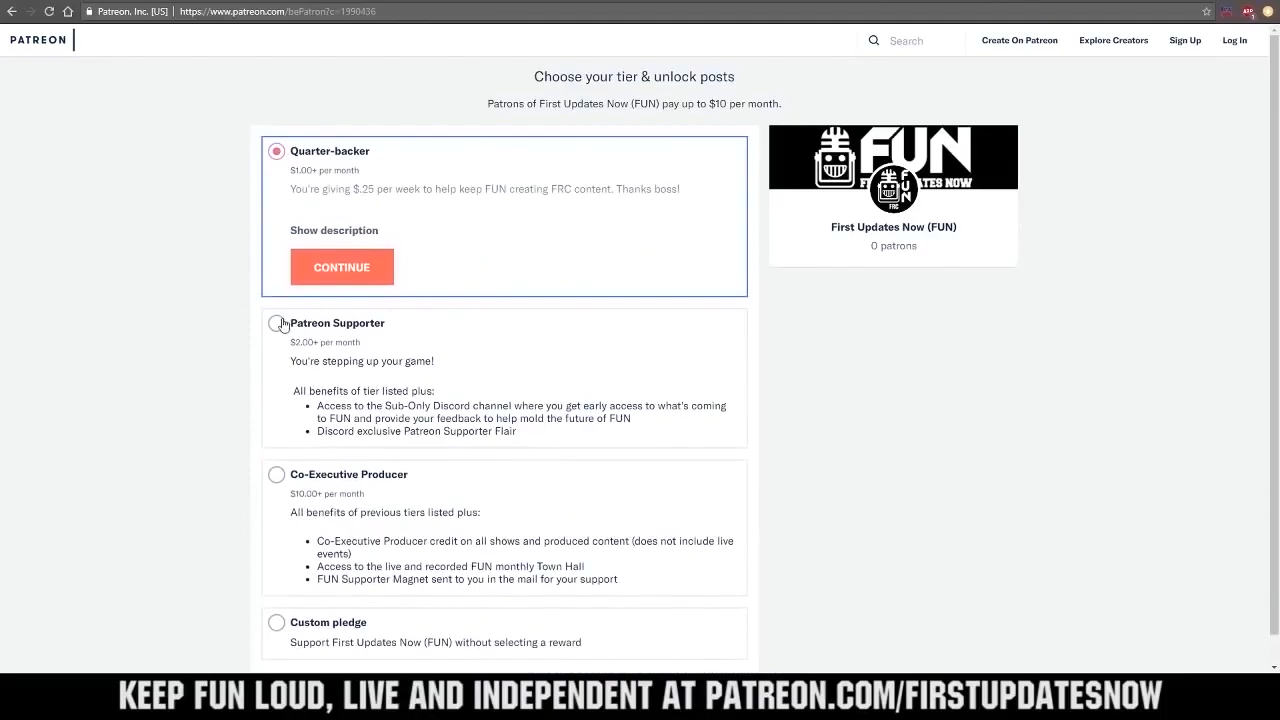 Patreon, Inc. [US] | https://www.patreon.com/bePatron?c=1990436
PATREON
Search
Create On Patreon
Explore Creators
Sign Up
Log In
Choose your tier & unlock posts
Patrons of First Updates Now (FUN) pay up to $10 per month.
Quarter-backer
$1.00+ per month
You're giving $.25 per week to help keep FUN creating FRC content. Thanks boss!
Show description
CONTINUE
Patreon Supporter
$2.00+ per month
You're stepping up your game!
All benefits of tier listed plus:
Access to the Sub-Only Discord channel where you get early access to what's coming
to FUN and provide your feedback to help mold the future of FUN
Discord exclusive Patreon Supporter Flair
Co-Executive Producer
$10.00+ per month
All benefits of previous tiers listed plus:
Co-Executive Producer credit on all shows and produced content (does not include live
events)
Access to the live and recorded FUN monthly Town Hall
FUN Supporter Magnet sent to you in the mail for your support
Custom pledge
Support First Updates Now (FUN) without selecting a reward
FUN
FUN
FRC
First Updates Now (FUN)
0 patrons
KEEP FUN LOUD, LIVE AND INDEPENDENT AT PATREON.COM/FIRSTUPDATESNOW